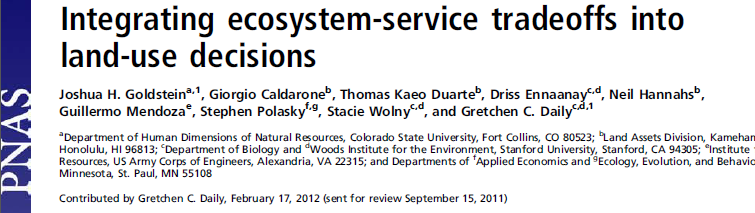 PNAS
Integrating ecosystem-service tradeoffs into
land-use decisions
Joshua H. Goldsteina,1, Giorgio Caldaroneb, Thomas Kaeo Duarteb, Driss Ennaanayc,d, Neil Hannahsb,
Guillermo Mendozae, Stephen Polaskyf,g, Stacie Wolnyc,d, and Gretchen C. Dailyc,d,1
aDepartment of Human Dimensions of Natural Resources, Colorado State University, Fort Collins, CO 80523; bLand Assets Division, Kameham
Honolulu, HI 96813; cDepartment of Biology and dWoods Institute for the Environment, Stanford University, Stanford, CA 94305; eInstitute
Resources, US Army Corps of Engineers, Alexandria, VA 22315; and Departments of fApplied Economics and gEcology, Evolution, and Behavio
Minnesota, St. Paul, MN 55108
Contributed by Gretchen C. Daily, February 17, 2012 (sent for review September 15, 2011)